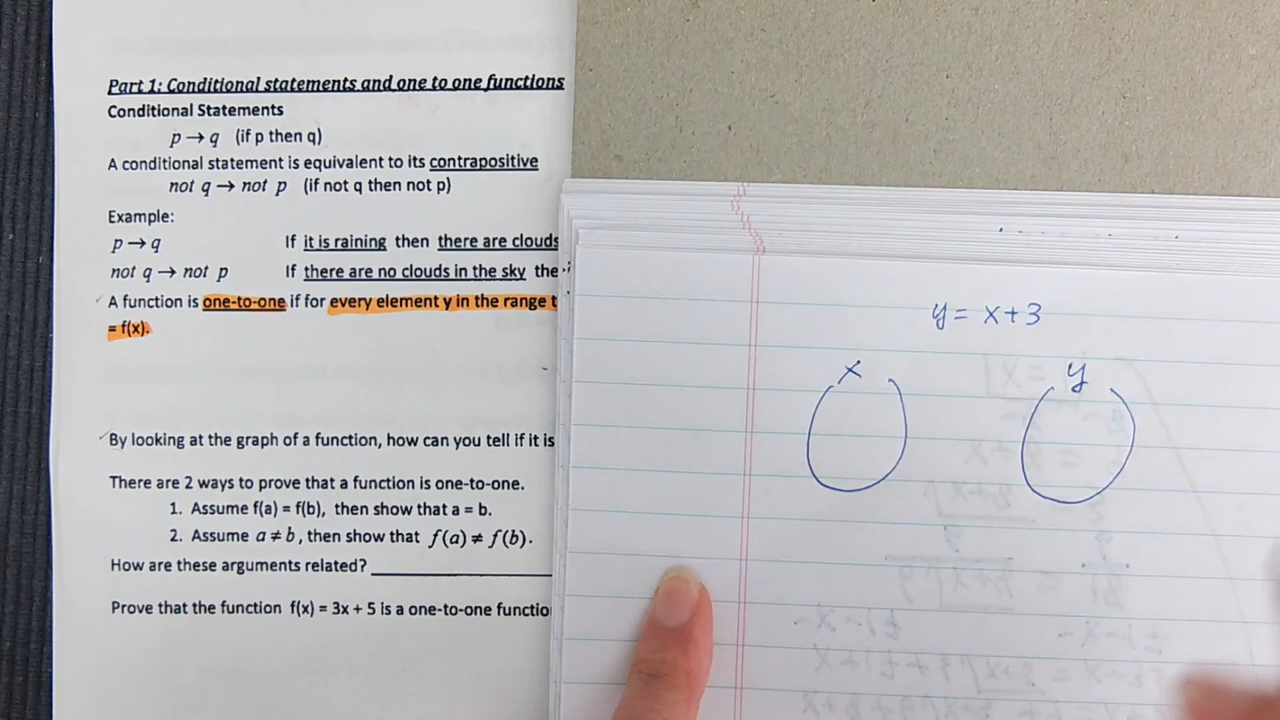 Part 1: Conditional statements and one to one functions
Conditional Statements
p → q (if p then q)
A conditional statement is equivalent to its contrapositive
not q → not p (if not q then not p)
Example:
p → q If it is raining then there are clouds
not q → not p If there are no clouds in the sky the
A function is one-to-one if for every element y in the range t
= f(x).
By looking at the graph of a function, how can you tell if it is
There are 2 ways to prove that a function is one-to-one.
1. Assume f(a) = f(b), then show that a = b.
2. Assume a ≠ b, then show that f(a) ≠ f(b).
How are these arguments related?
Prove that the function f(x) = 3x + 5 is a one-to-one functio
y = x+3
x y